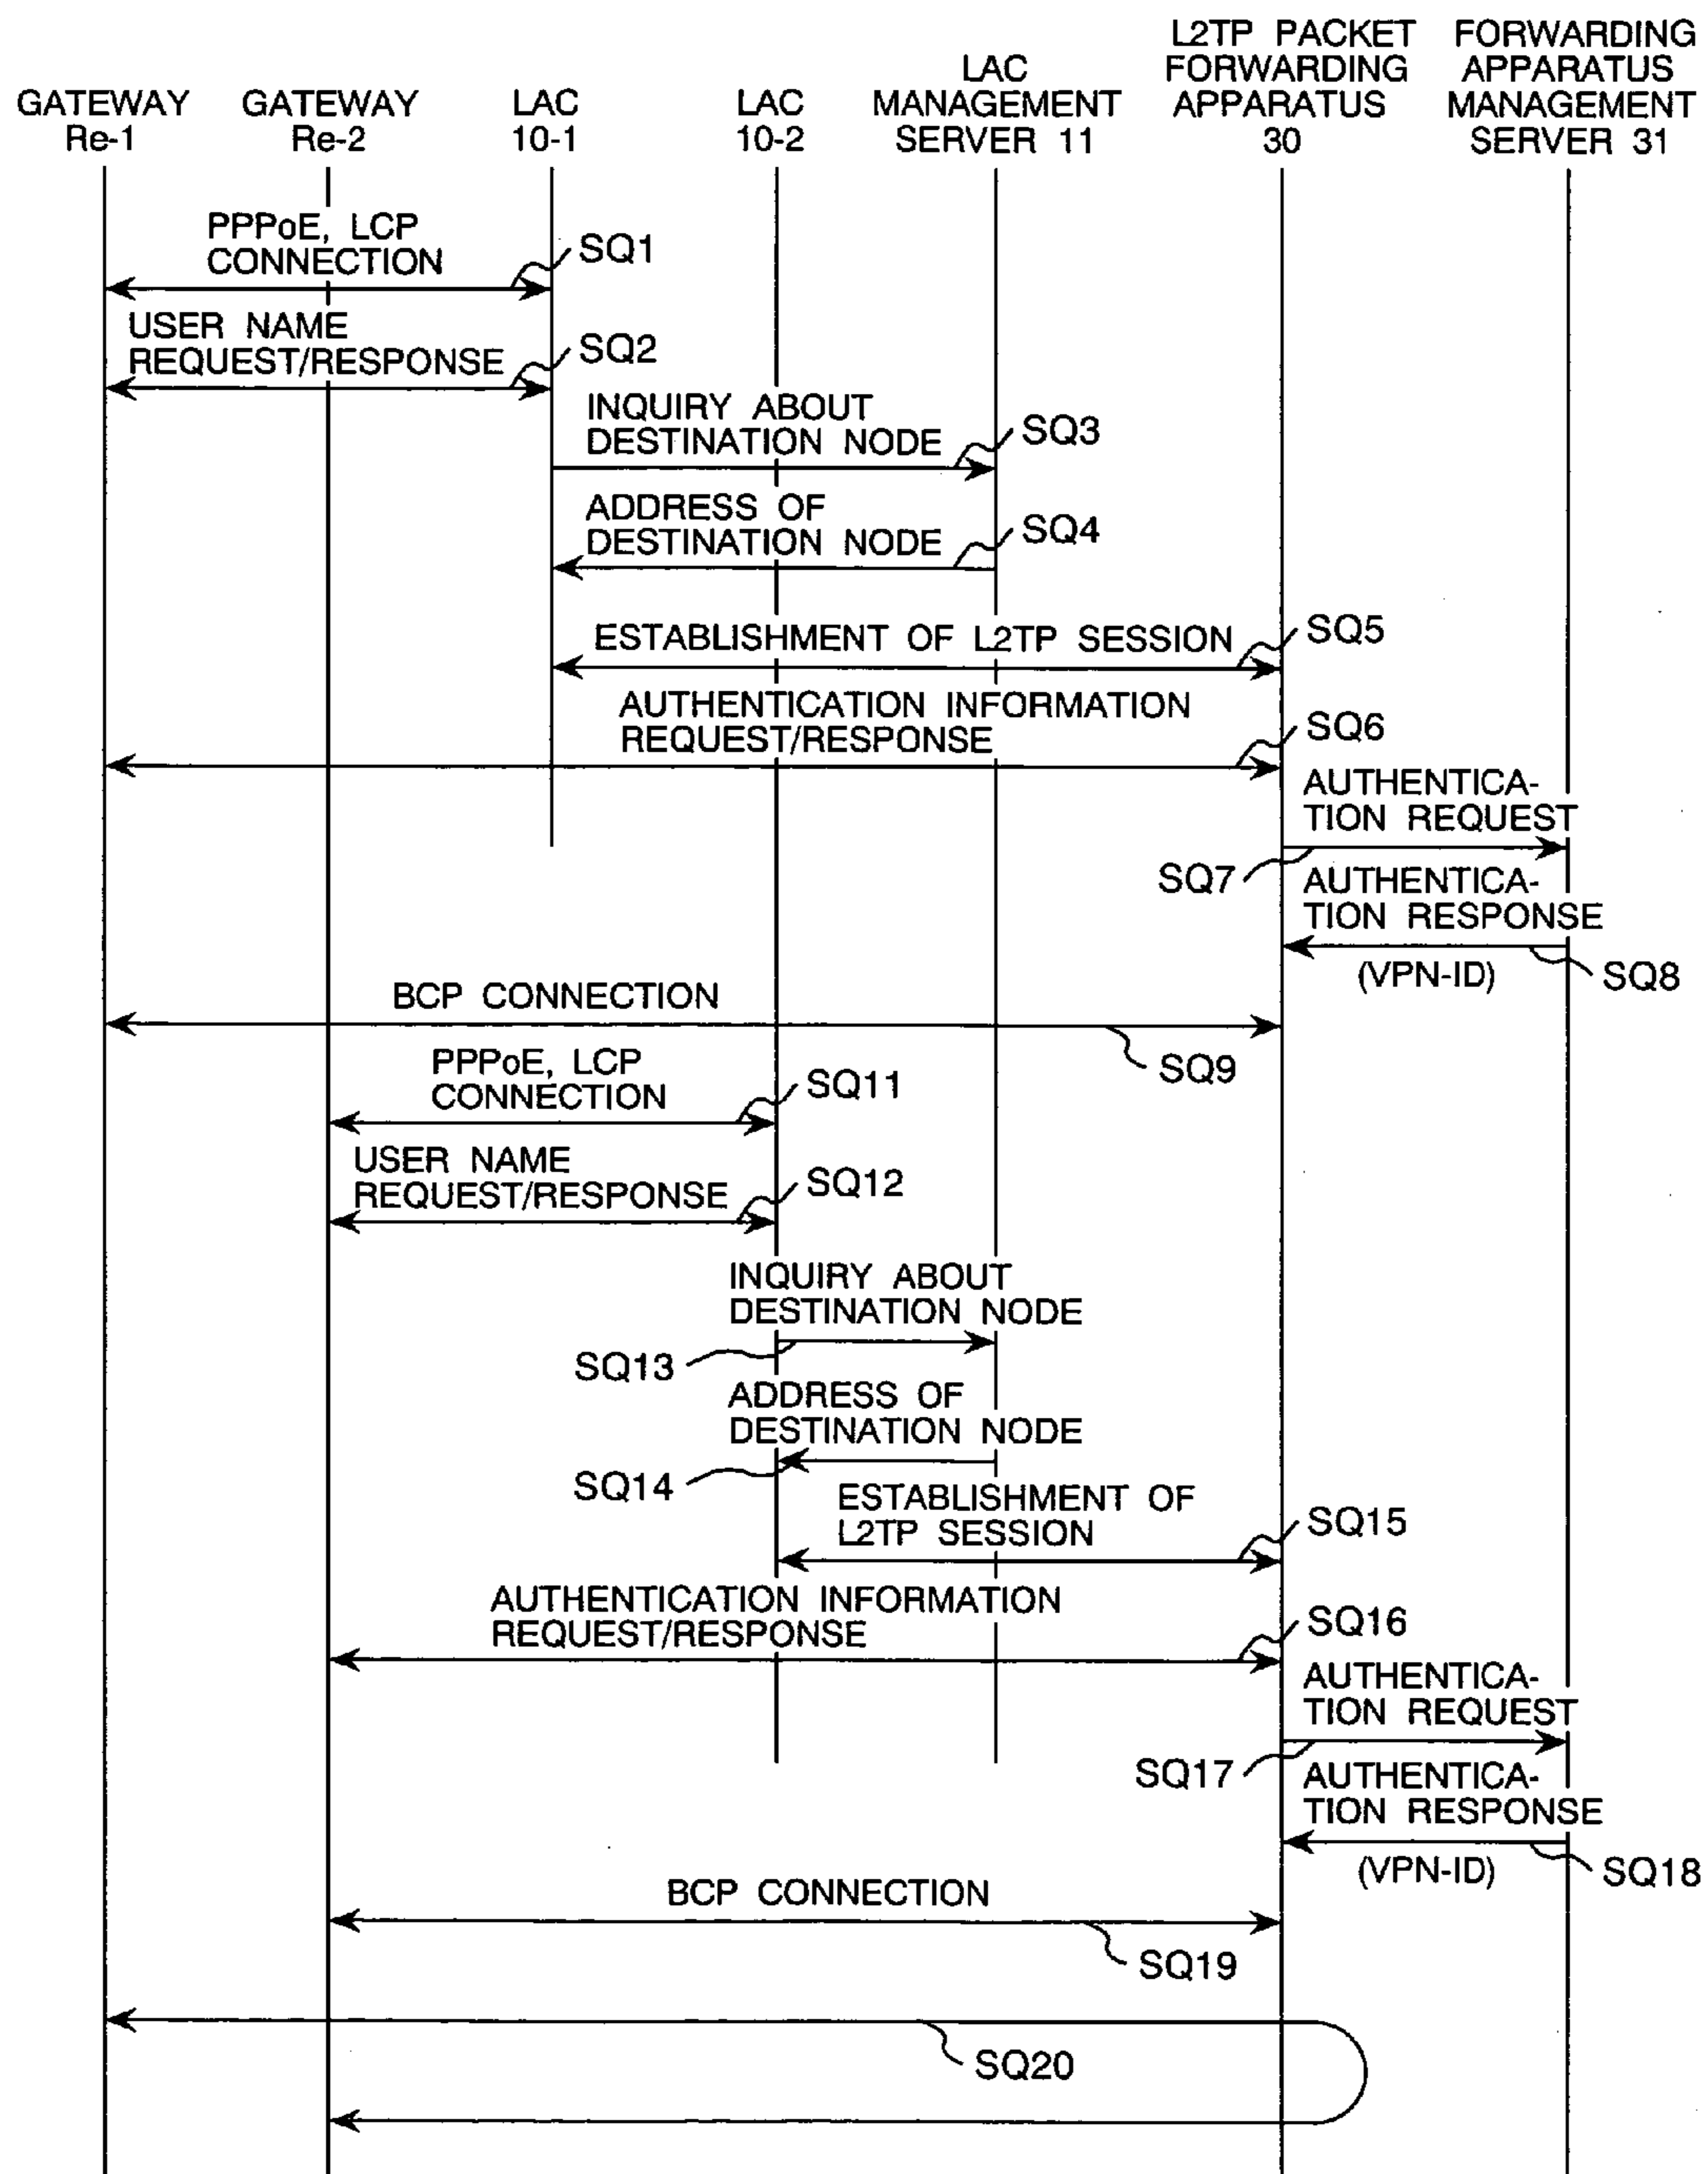 GATEWAY
Re-1
GATEWAY
Re-2
LAC
10-1
LAC
10-2
LAC
MANAGEMENT
SERVER 11
L2TP PACKET
FORWARDING
APPARATUS
30
FORWARDING
APPARATUS
MANAGEMENT
SERVER 31
PPPoE, LCP
CONNECTION
SQ1
USER NAME
REQUEST/RESPONSE
SQ2
INQUIRY ABOUT
DESTINATION NODE
SQ3
ADDRESS OF
DESTINATION NODE
SQ4
ESTABLISHMENT OF L2TP SESSION
SQ5
AUTHENTICATION INFORMATION
REQUEST/RESPONSE
SQ6
AUTHENTICA-
TION REQUEST
SQ7
AUTHENTICA-
TION RESPONSE
(VPN-ID)
SQ8
BCP CONNECTION
SQ9
PPPoE, LCP
CONNECTION
SQ11
USER NAME
REQUEST/RESPONSE
SQ12
INQUIRY ABOUT
DESTINATION NODE
SQ13
ADDRESS OF
DESTINATION NODE
SQ14
ESTABLISHMENT OF
L2TP SESSION
SQ15
AUTHENTICATION INFORMATION
REQUEST/RESPONSE
SQ16
AUTHENTICA-
TION REQUEST
SQ17
AUTHENTICA-
TION RESPONSE
(VPN-ID)
SQ18
BCP CONNECTION
SQ19
SQ20